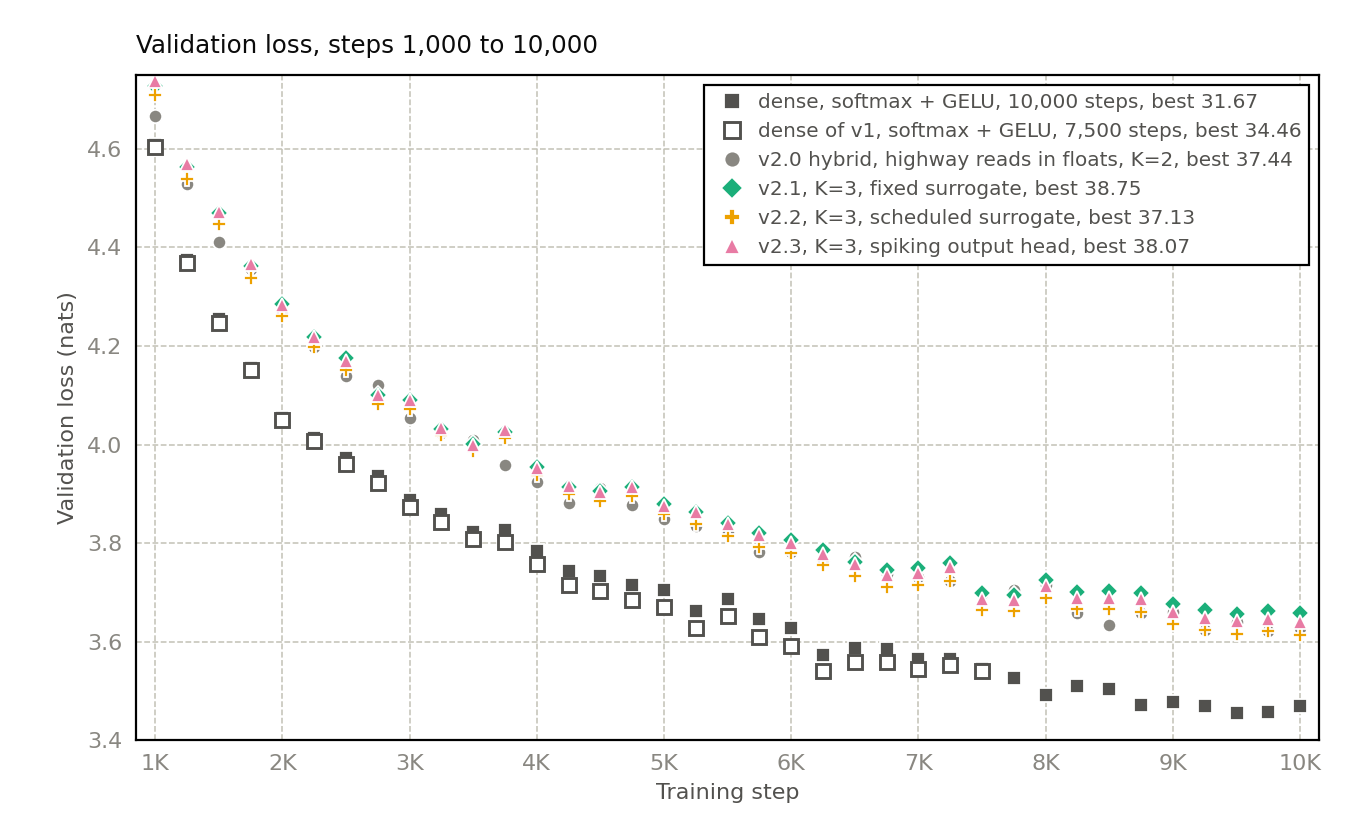 Validation loss, steps 1,000 to 10,000
dense, softmax + GELU, 10,000 steps, best 31.67
dense of v1, softmax + GELU, 7,500 steps, best 34.46
v2.0 hybrid, highway reads in floats, K=2, best 37.44
v2.1, K=3, fixed surrogate, best 38.75
v2.2, K=3, scheduled surrogate, best 37.13
v2.3, K=3, spiking output head, best 38.07
Validation loss (nats)
4.6
4.4
4.2
4.0
3.8
3.6
3.4
1K 2K 3K 4K 5K 6K 7K 8K 9K 10K
Training step